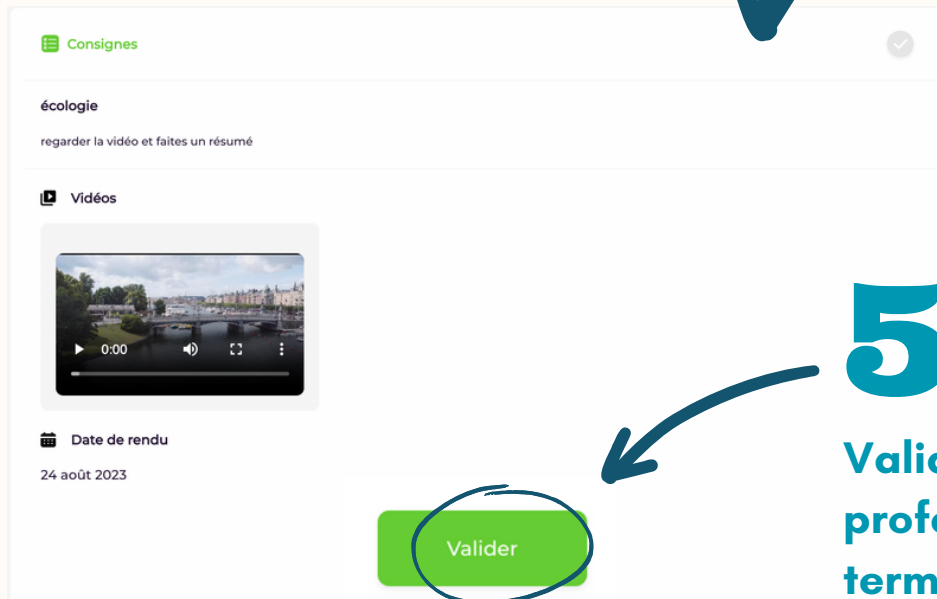 Consignes
écologie
regarder la vidéo et faites un résumé
Vidéos
0:00
Date de rendu
24 août 2023
Valider
5